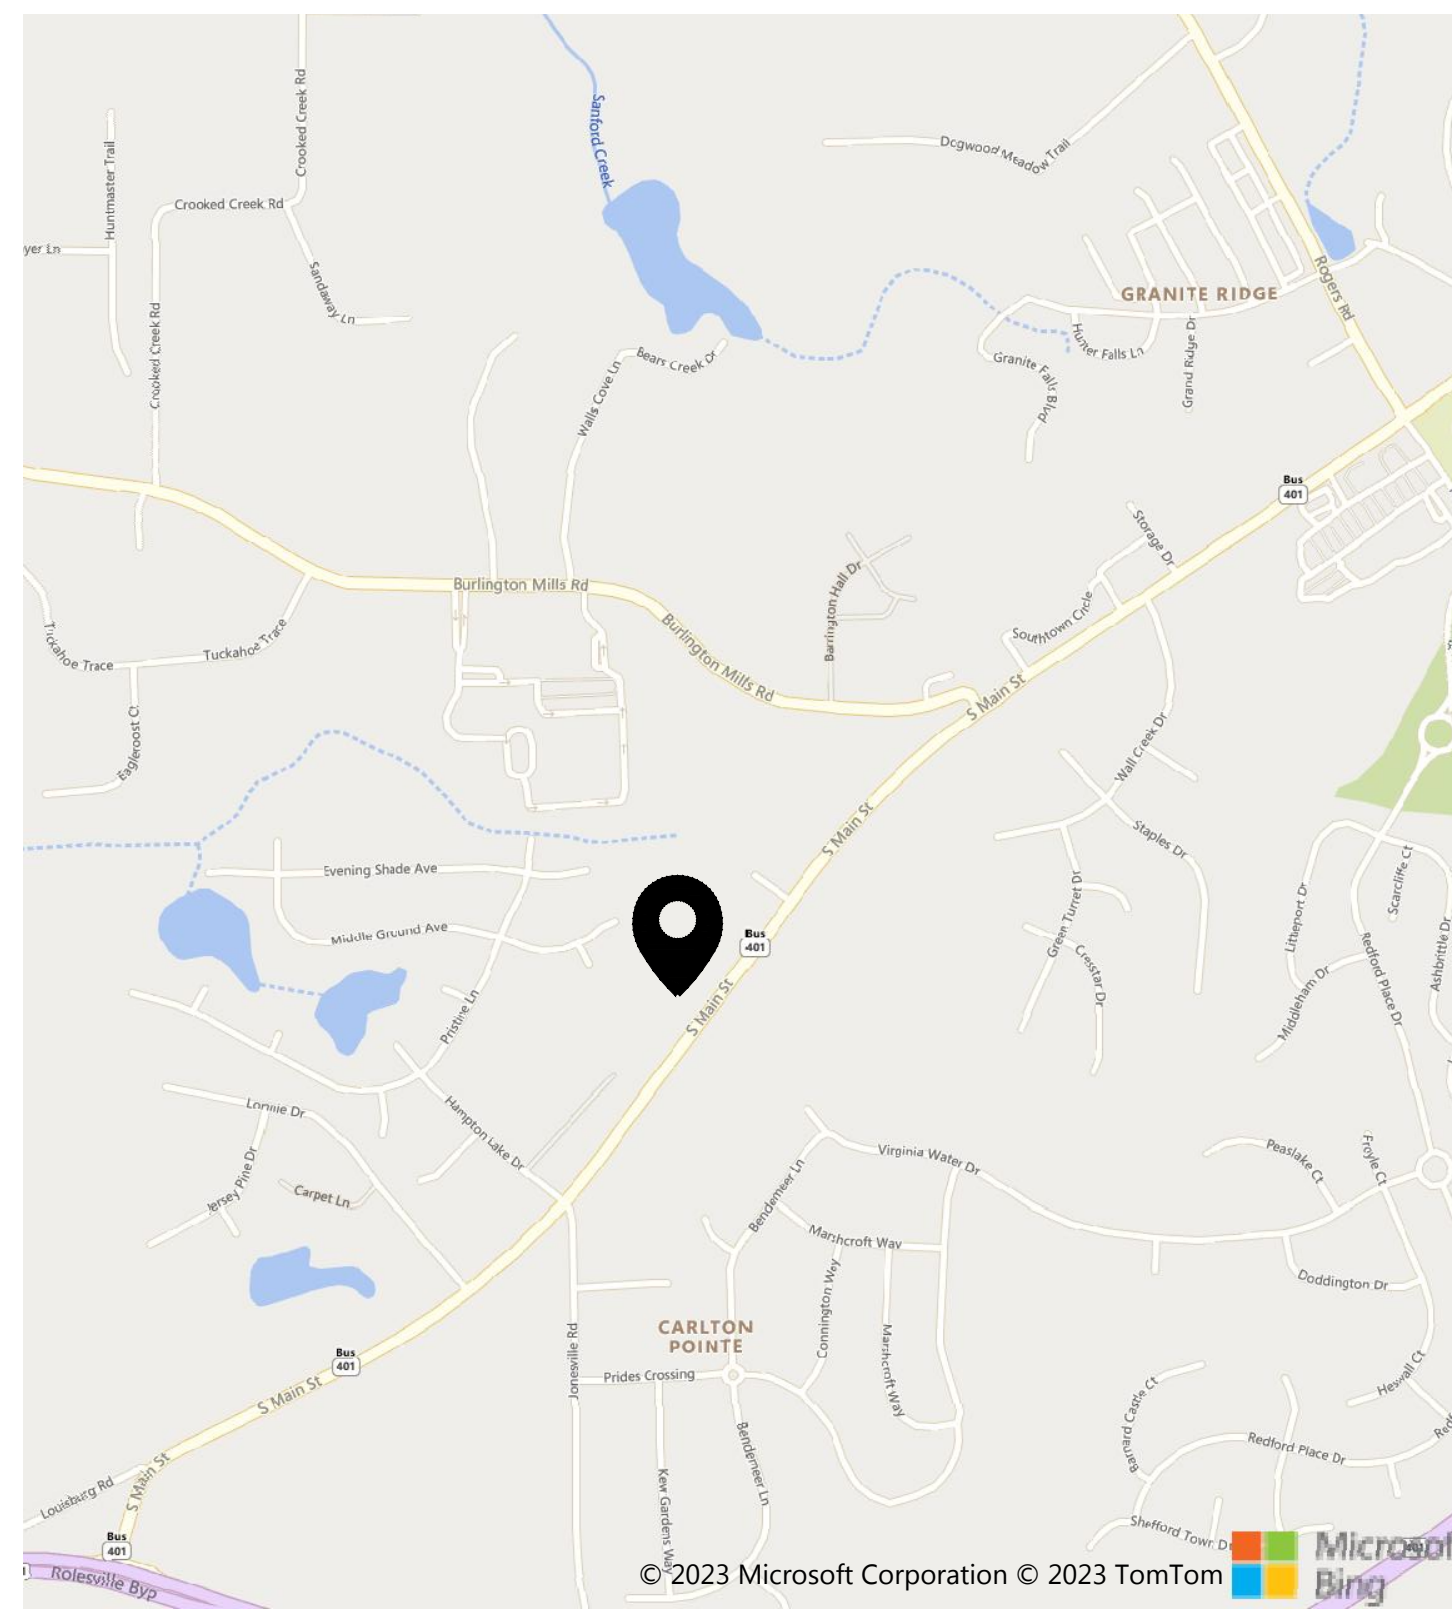 Crooked Creek Rd
Huntmaster Trail
Sanford Creek
Dogwood Meadow Trail
Crooked Creek Rd
yer Ln
Sandaway Ln
Rogers Rd
GRANITE RIDGE
Crooked Creek Rd
Bears Creek Dr
Walls Cove Ln
Hunter Falls Ln
Grand Ridge Dr
Granite Falls Blvd
Bus
401
Storage Dr
Burlington Mills Rd
Barrington Hall Dr
Southtown Circle
Tuckahoe Trace
Tuckahoe Trace
Burlington Mills Rd
S Main St
Eagleroost Ct
Wall Creek Dr
S Main St
Staples Dr
Evening Shade Ave
Middle Ground Ave
Green Turret Dr
Scarcliffe Ct
Littleport Dr
Bus
401
Cresstar Dr
Redford Place Dr
Ashbrittle Dr
Middleham Dr
S Main St
Pristine Ln
Lonnie Dr
Hampton Lake Dr
Jersey Pine Dr
Carpet Ln
Virginia Water Dr
Bendemeer Ln
Peaslake Ct
Froyle Ct
Marshcroft Way
Connington Way
Doddington Dr
CARLTON
POINTE
Marshcroft Way
Jonesville Rd
Bus
401
Prides Crossing
Heswall Ct
S Main St
Barnard Castle Ct
Bendemeer Ln
Redford Place Dr
Red
Kew Gardens Way
S Main St
Louisburg Rd
Shefford Town D
Bus
401
Rolesville Byp
401
© 2023 Microsoft Corporation © 2023 TomTom
Microsof
Bing